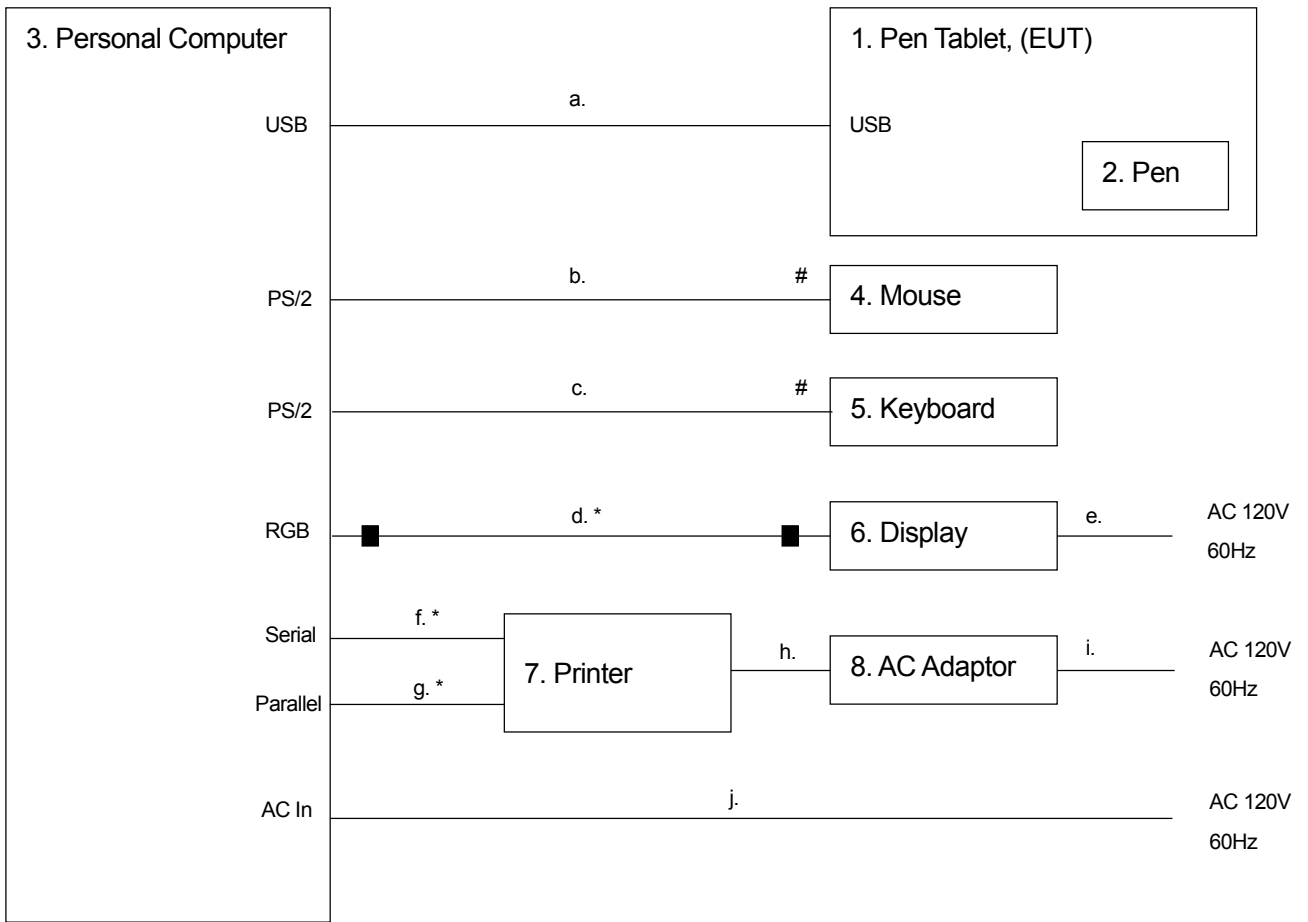 3. Personal Computer
1. Pen Tablet, (EUT)
a.
USB
USB
2. Pen
b.
#
PS/2
4. Mouse
c.
#
PS/2
5. Keyboard
RGB
d. *
6. Display
e.
AC 120V
60Hz
Serial
f. *
Parallel
g. *
7. Printer
h.
8. AC Adaptor
i.
AC 120V
60Hz
AC In
j.
AC 120V
60Hz